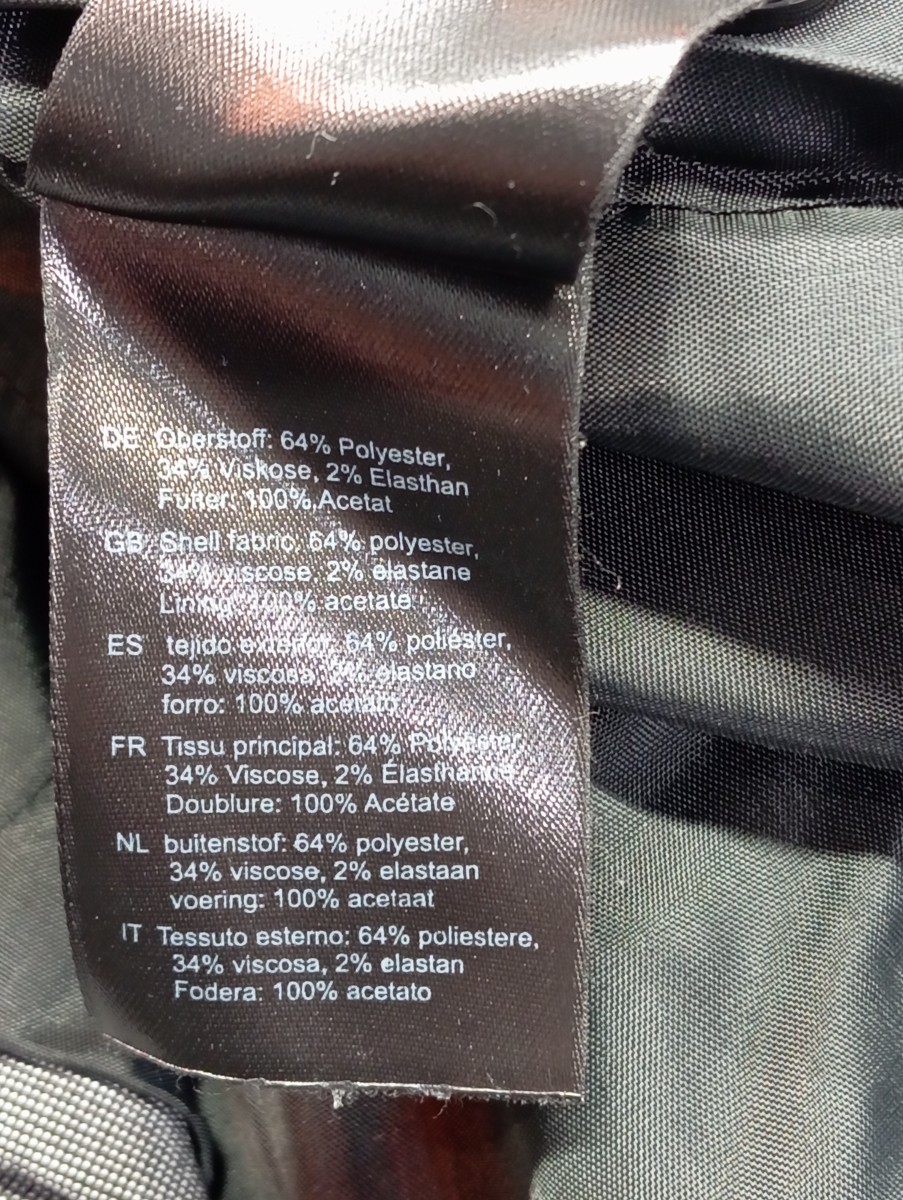 DE Oberstoff: 64% Polyester,
34% Viskose, 2% Elasthan
Futter: 100% Acetat
GB Shell fabric: 64% polyester,
34% viscose, 2% elastane
Lining: 100% acetate
ES tejido exterior: 64% poliéster,
34% viscosa, 2% elastano
forro: 100% acetato
FR Tissu principal: 64% Polyester,
34% Viscose, 2% Élasthanne
Doublure: 100% Acétate
NL buitenstof: 64% polyester,
34% viscose, 2% elastaan
voering: 100% acetaat
IT Tessuto esterno: 64% poliestere,
34% viscosa, 2% elastan
Fodera: 100% acetato